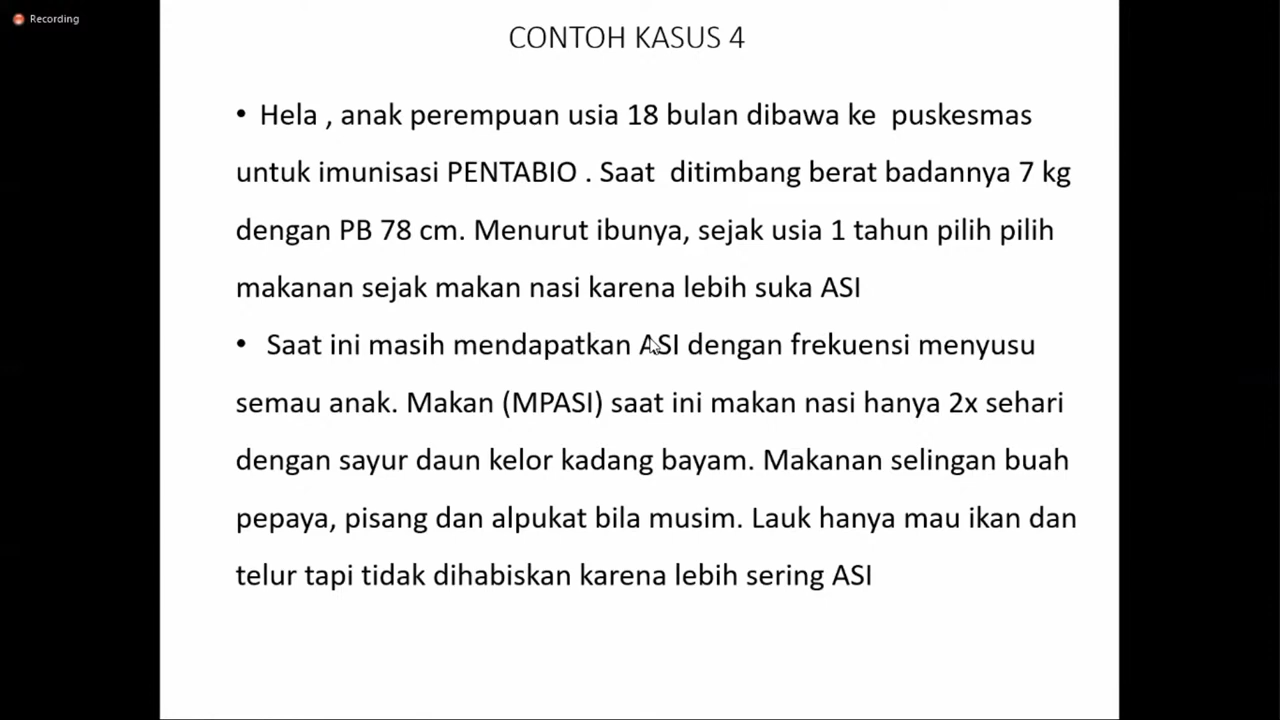 Recording
CONTOH KASUS 4
• Hela , anak perempuan usia 18 bulan dibawa ke puskesmas
untuk imunisasi PENTABIO . Saat ditimbang berat badannya 7 kg
dengan PB 78 cm. Menurut ibunya, sejak usia 1 tahun pilih pilih
makanan sejak makan nasi karena lebih suka ASI
• Saat ini masih mendapatkan ASI dengan frekuensi menyusu
semau anak. Makan (MPASI) saat ini makan nasi hanya 2x sehari
dengan sayur daun kelor kadang bayam. Makanan selingan buah
pepaya, pisang dan alpukat bila musim. Lauk hanya mau ikan dan
telur tapi tidak dihabiskan karena lebih sering ASI